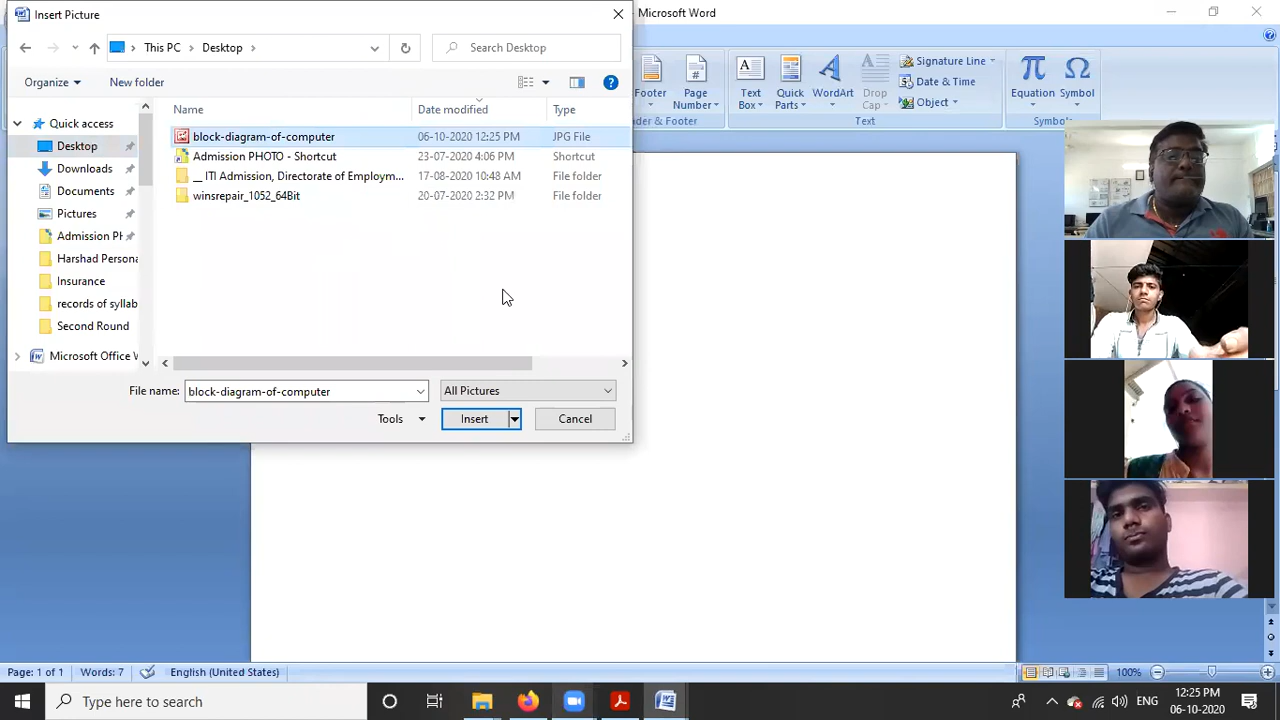 Insert Picture
Microsoft Word
This PC
Desktop
Search Desktop
Organize
New folder
Name
Date modified
Type
Quick access
Desktop
Downloads
Documents
Pictures
Admission Ph
Harshad Persona
Insurance
records of syllab
Second Round
Microsoft Office W
block-diagram-of-computer 06-10-2020 12:25 PM JPG File
Admission PHOTO - Shortcut 23-07-2020 4:06 PM Shortcut
__ ITI Admission, Directorate of Employm... 17-08-2020 10:48 AM File folder
winsrepair_1052_64Bit 20-07-2020 2:32 PM File folder
File name: block-diagram-of-computer
All Pictures
Tools
Insert
Cancel
Footer
Page
Number
Text
Box
Quick
Parts
WordArt
Drop
Cap
Signature Line
Date & Time
Object
Equation
Symbol
der & Footer
Text
Symbols
Page: 1 of 1
Words: 7
English (United States)
100%
Type here to search
ENG
12:25 PM
06-10-2020